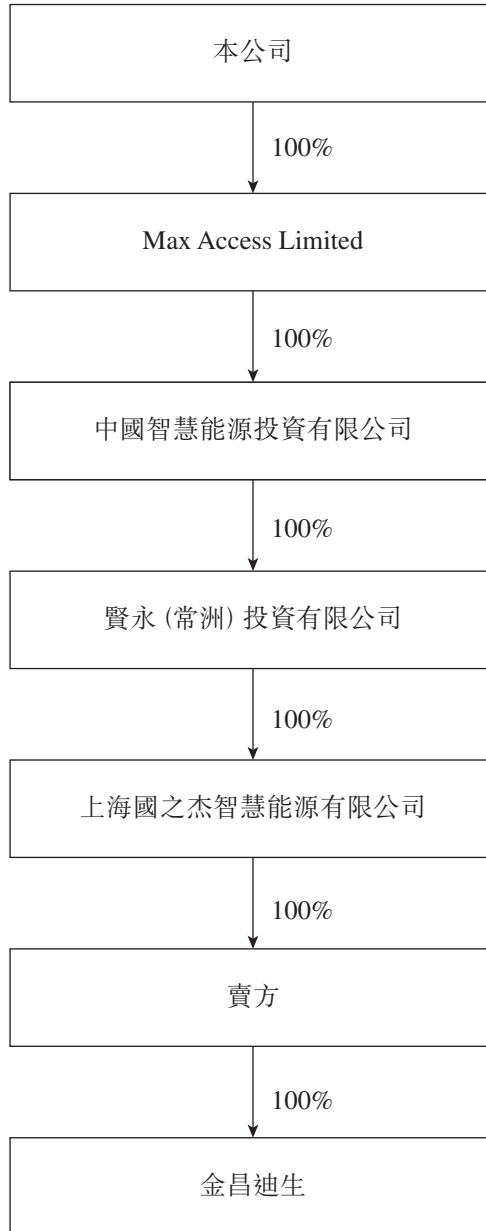 本公司
100%
Max Access Limited
100%
中國智慧能源投資有限公司
100%
賢永 (常洲) 投資有限公司
100%
上海國之杰智慧能源有限公司
100%
賣方
100%
金昌迪生